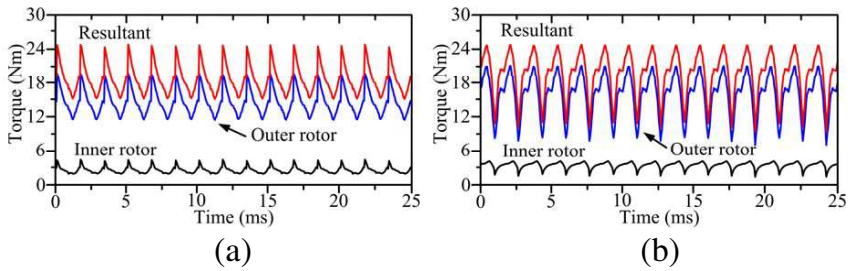 30
24
18
12
6
0
Torque (Nm)
Resultant
Outer rotor
Inner rotor
0 5 10 15 20 25
Time (ms)
(a)
30
24
18
12
6
0
Torque (Nm)
Resultant
Inner rotor
Outer rotor
0 5 10 15 20 25
Time (ms)
(b)